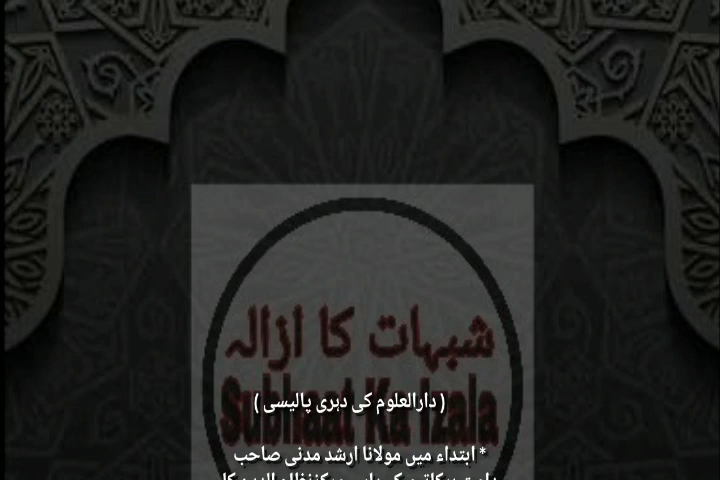 شبہات کا ازالہ
Subhaat Ka Izala
( دارالعلوم کی دہری پالیسی )
* ابتداء میں مولانا ارشد مدنی صاحب